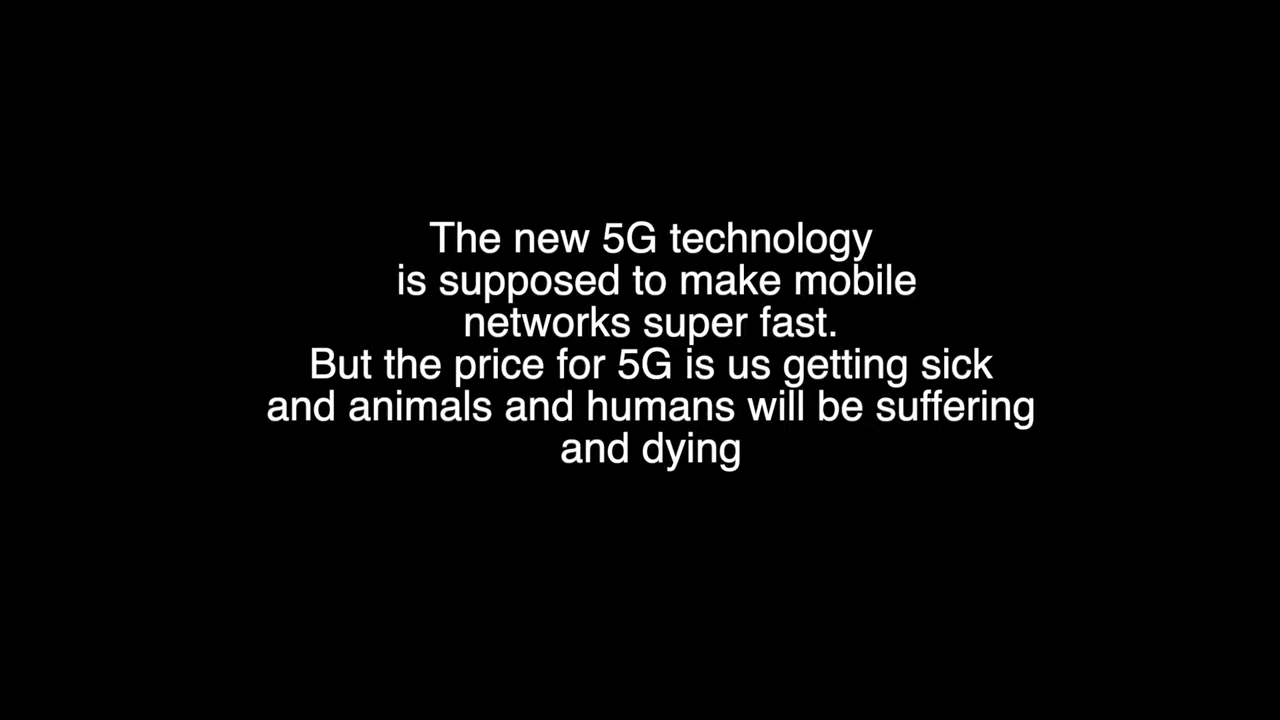 The new 5G technology
is supposed to make mobile
networks super fast.
But the price for 5G is us getting sick
and animals and humans will be suffering
and dying